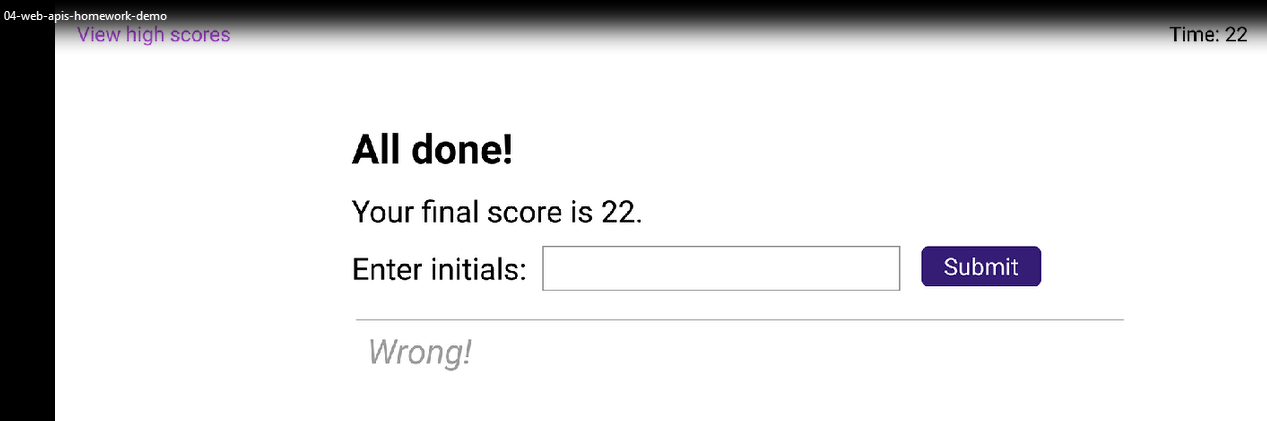 04-web-apis-homework-demo
View high scores
Time: 22
All done!
Your final score is 22.
Enter initials:
Submit
Wrong!